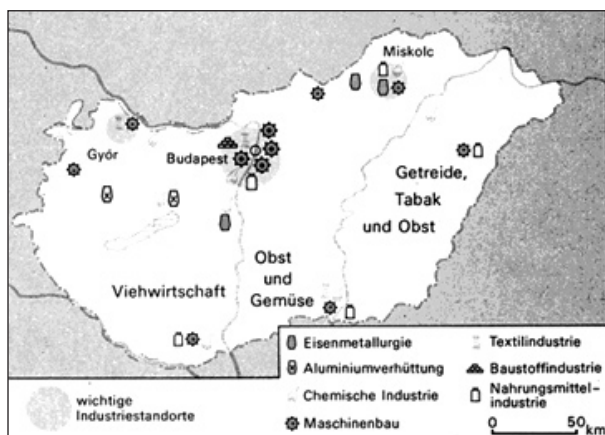 Miskolc
Györ
Budapest
Getreide,
Tabak
und Obst
Obst
und
Gemüse
Viehwirtschaft
Eisenmetallurgie
Aluminiumverhüttung
Chemische Industrie
Maschinenbau
Textilindustrie
Baustoffindustrie
Nahrungsmittel-
industrie
wichtige
Industriestandorte
0 50
km